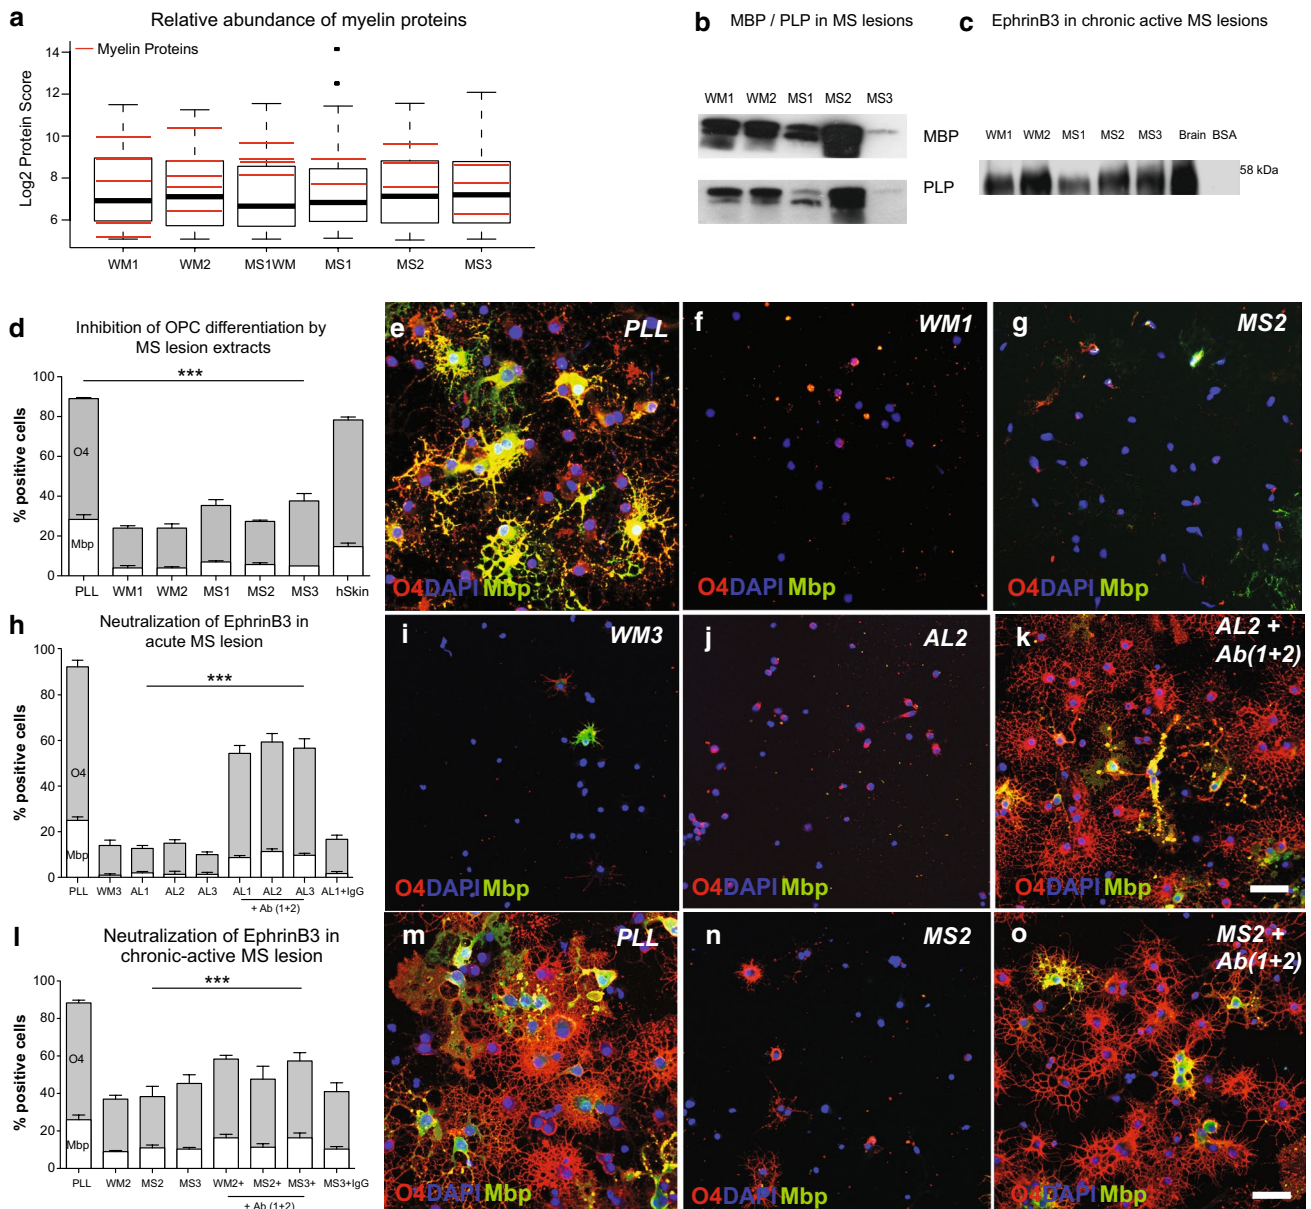 a Relative abundance of myelin proteins
Log2 Protein Score
14
12
10
8
6
Myelin Proteins
WM1 WM2 MS1WM MS1 MS2 MS3
b MBP / PLP in MS lesions
WM1 WM2 MS1 MS2 MS3
MBP
PLP
c EphrinB3 in chronic active MS lesions
WM1 WM2 MS1 MS2 MS3 Brain BSA
58 kDa
d Inhibition of OPC differentiation by
MS lesion extracts
% positive cells
100
80
60
40
20
0
***
O4
Mbp
PLL WM1 WM2 MS1 MS2 MS3 hSkin
e PLL
O4DAPI Mbp
f WM1
O4DAPI Mbp
g MS2
O4DAPI Mbp
h Neutralization of EphrinB3 in
acute MS lesion
% positive cells
100
80
60
40
20
0
***
O4
Mbp
PLL WM3 AL1 AL2 AL3 AL1 AL2 AL3 AL1+IgG
+ Ab (1+2)
i WM3
O4DAPI Mbp
j AL2
O4DAPI Mbp
k AL2 +
Ab(1+2)
O4DAPI Mbp
l Neutralization of EphrinB3 in
chronic-active MS lesion
% positive cells
100
80
60
40
20
0
***
O4
Mbp
PLL WM2 MS2 MS3 WM2+ MS2+ MS3+ MS3+IgG
+ Ab (1+2)
m PLL
O4DAPI Mbp
n MS2
O4DAPI Mbp
o MS2 +
Ab(1+2)
O4DAPI Mbp